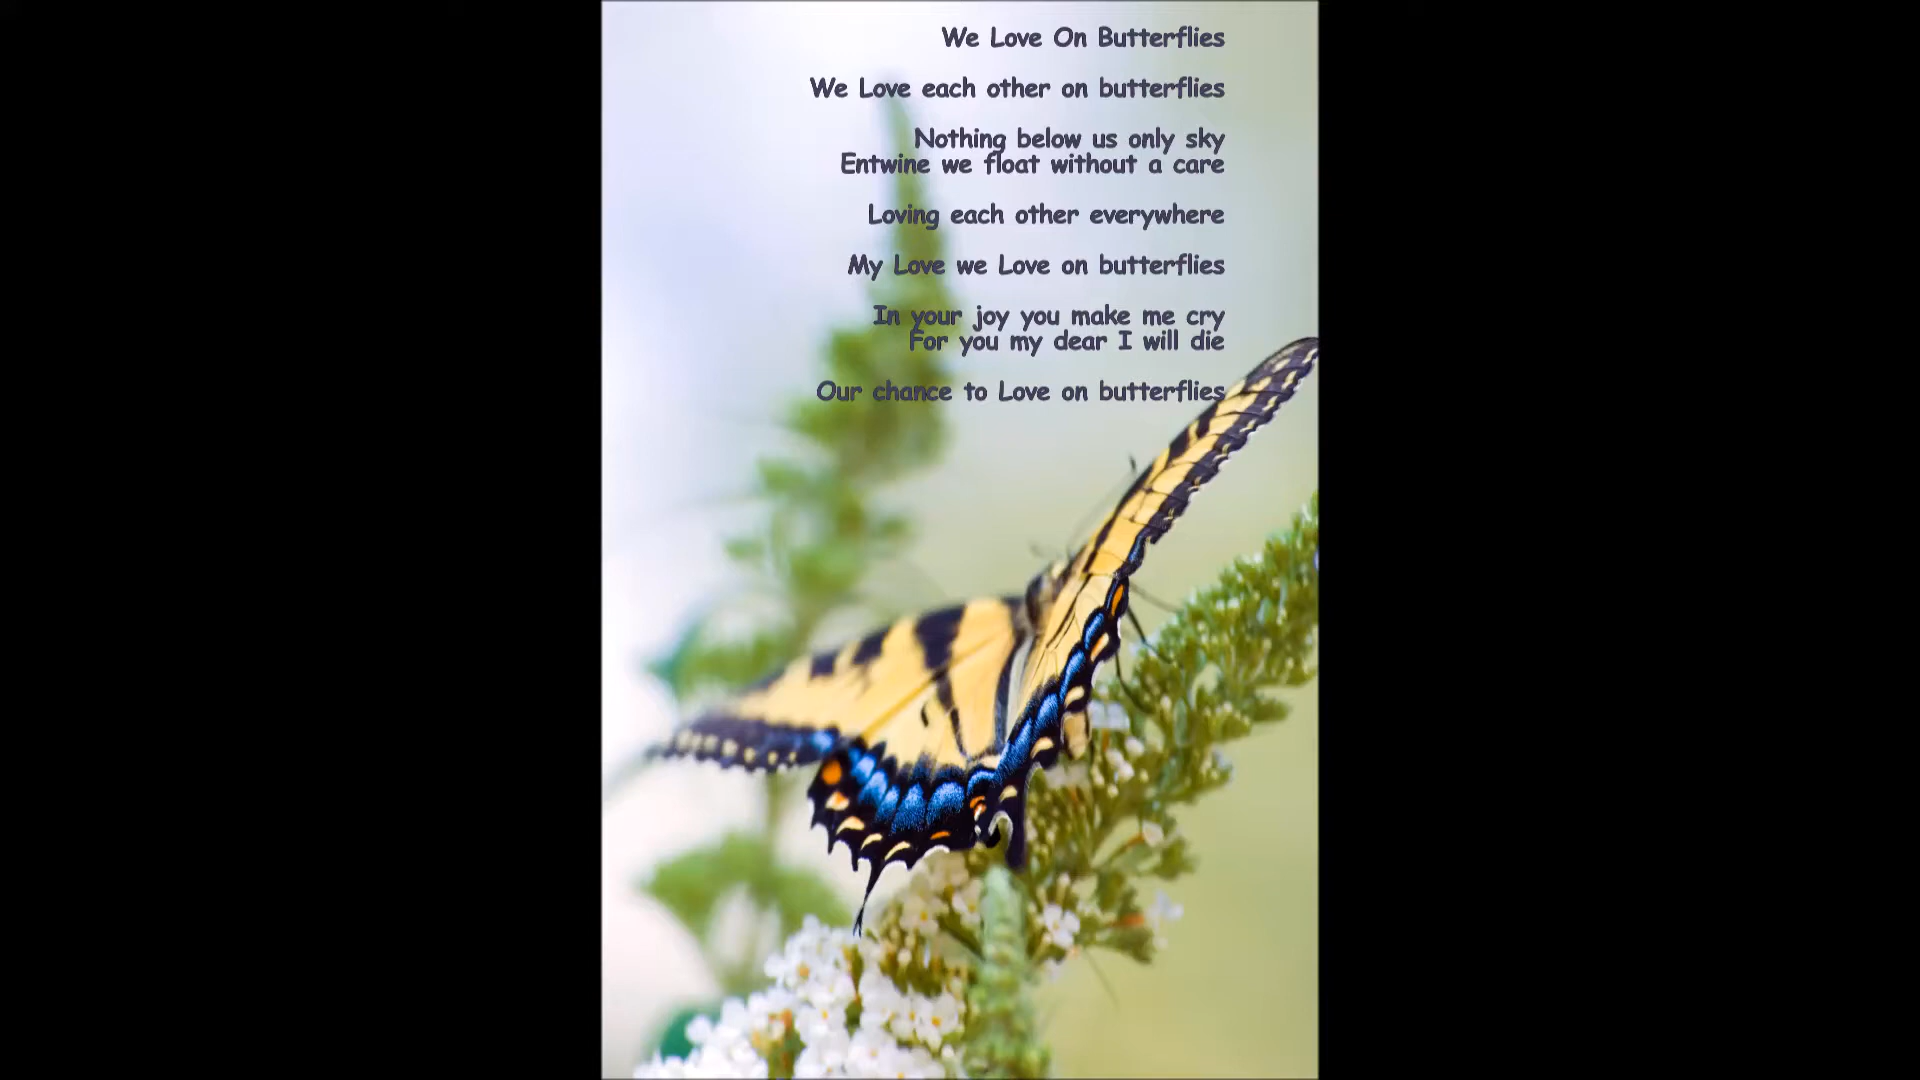 We Love On Butterflies
We Love each other on butterflies
Nothing below us only sky
Entwine we float without a care
Loving each other everywhere
My Love we Love on butterflies
In your joy you make me cry
For you my dear I will die
Our chance to Love on butterflies